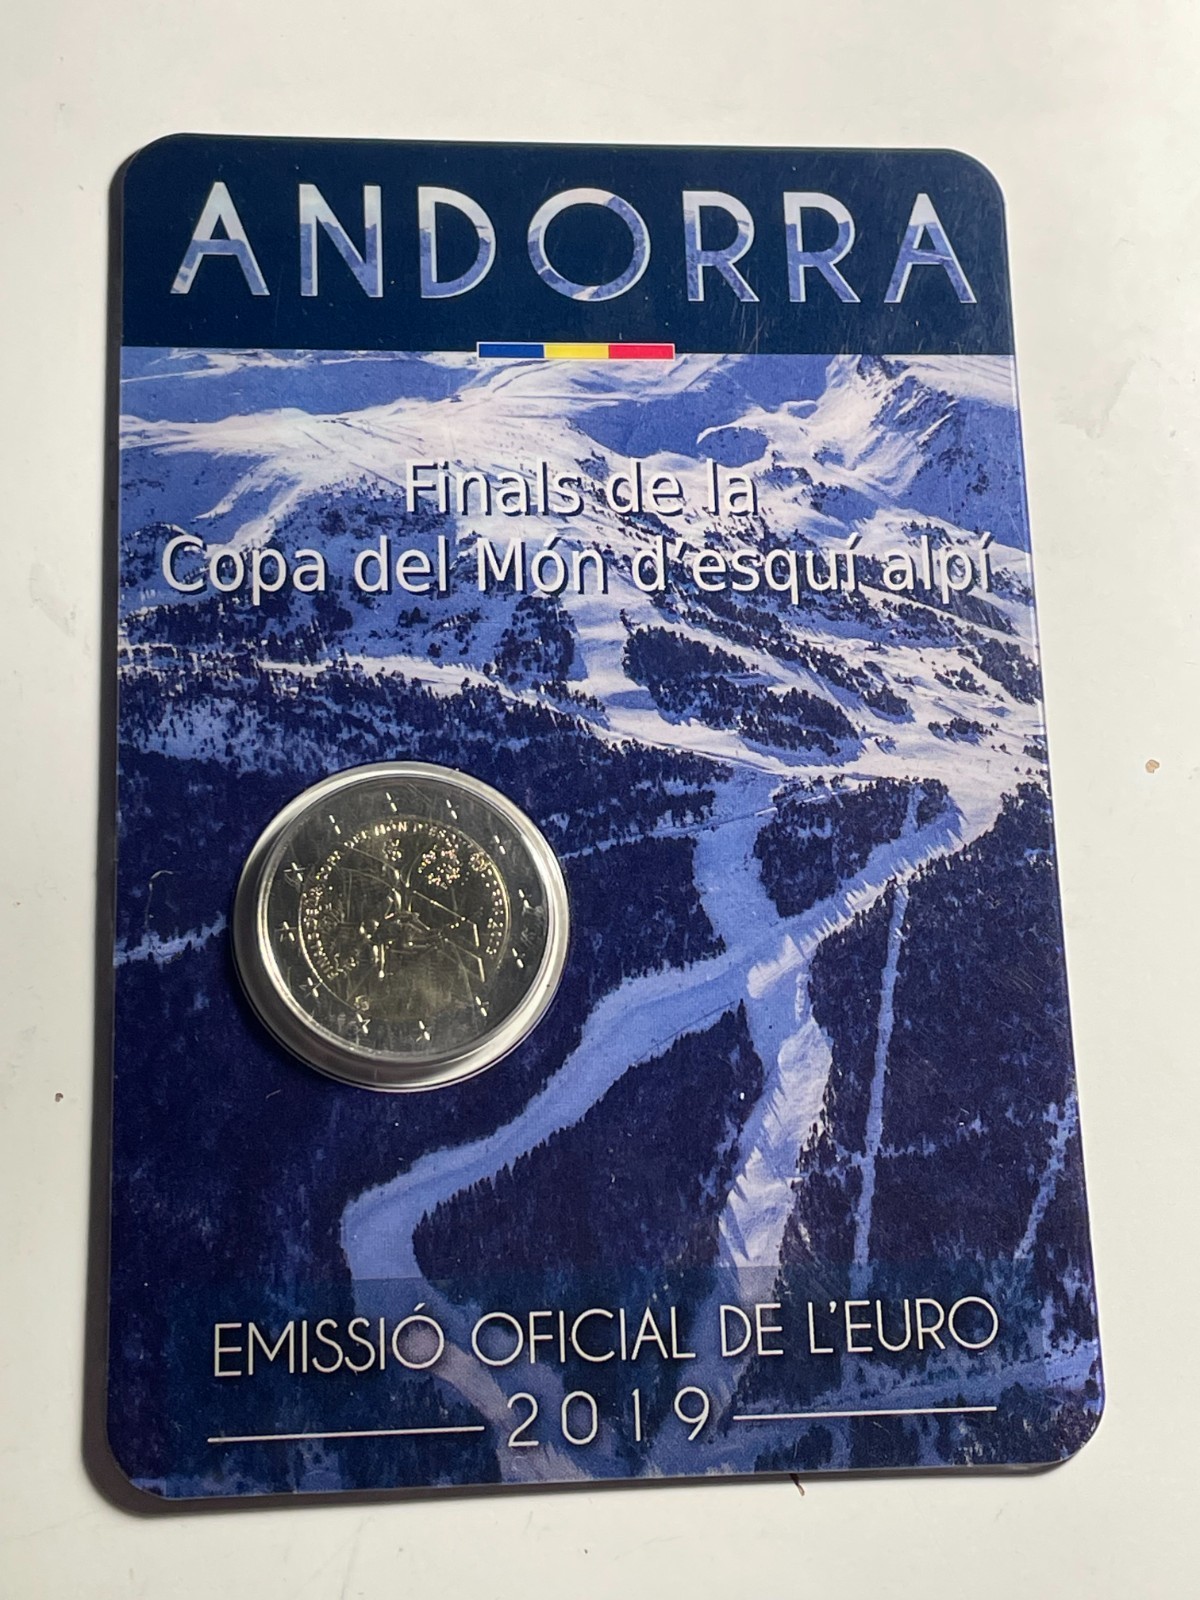 ANDORRA
Finals de la
Copa del Món d'esquí alpí
EMISSIÓ OFICIAL DE L'EURO
2019